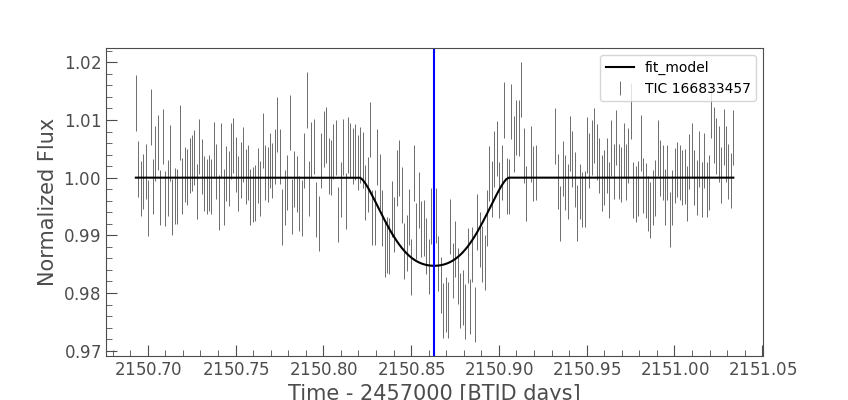 1.02
1.01
1.00
0.99
0.98
0.97
Normalized Flux
fit_model
TIC 166833457
2150.70 2150.75 2150.80 2150.85 2150.90 2150.95 2151.00 2151.05
Time - 2457000 [BTJD days]